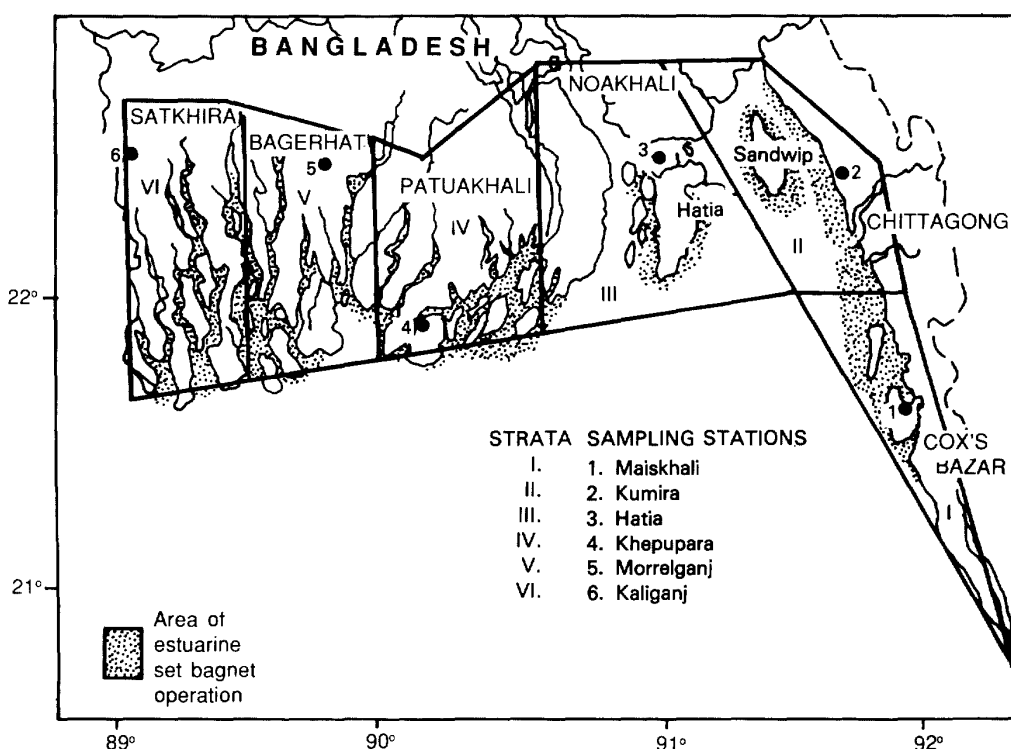 BANGLADESH
SATKHIRA
BAGERHAT
PATUAKHALI
NOAKHALI
Sandwip
Hatia
CHITTAGONG
COX'S
BAZAR
6
VI
5
V
IV
4
3
III
2
II
1
I
22°
21°
89°
90°
91°
92°
STRATA SAMPLING STATIONS
I. 1. Maiskhali
II. 2. Kumira
III. 3. Hatia
IV. 4. Khepupara
V. 5. Morrelganj
VI. 6. Kaliganj
Area of
estuarine
set bagnet
operation